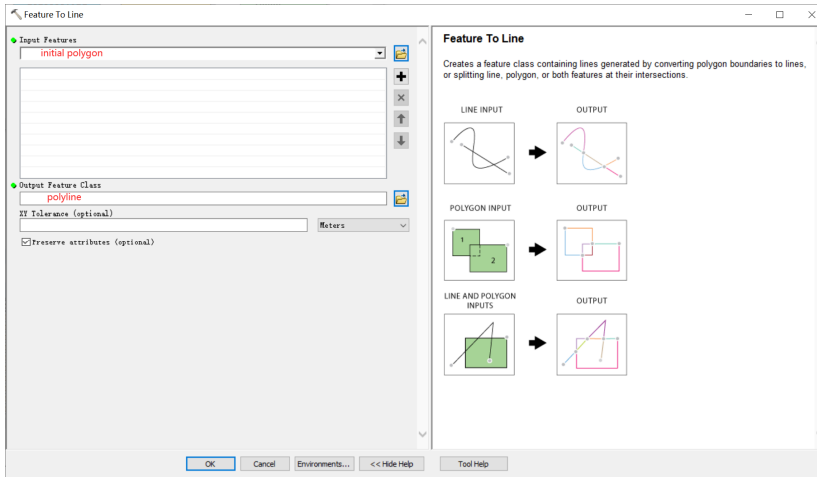 Feature To Line
Input Features
initial polygon
Output Feature Class
polyline
XY Tolerance (optional)
Meters
Preserve attributes (optional)
OK
Cancel
Environments...
<< Hide Help
Tool Help
Feature To Line
Creates a feature class containing lines generated by converting polygon boundaries to lines,
or splitting line, polygon, or both features at their intersections.
LINE INPUT
OUTPUT
POLYGON INPUT
OUTPUT
1
2
LINE AND POLYGON
INPUTS
OUTPUT